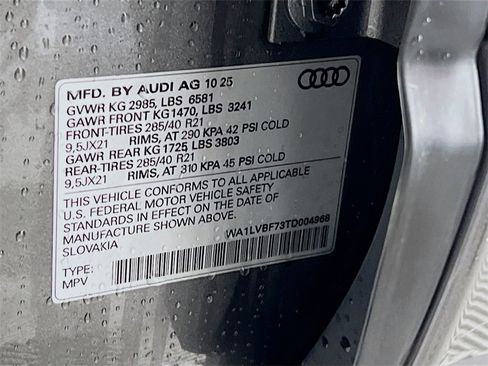 MFD. BY AUDI AG 10 25
GVWR KG 2985, LBS 6581
GAWR FRONT KG1470, LBS 3241
FRONT-TIRES 285/40 R21
9,5JX21 RIMS, AT 290 KPA 42 PSI COLD
GAWR REAR KG 1725 LBS 3803
REAR-TIRES 285/40 R21
9,5JX21 RIMS, AT 310 KPA 45 PSI COLD
THIS VEHICLE CONFORMS TO ALL APPLICABLE
U.S. FEDERAL MOTOR VEHICLE SAFETY
STANDARDS IN EFFECT ON THE DATE OF
MANUFACTURE SHOWN ABOVE.
SLOVAKIA
WA1LVBF73TD004968
TYPE:
MPV